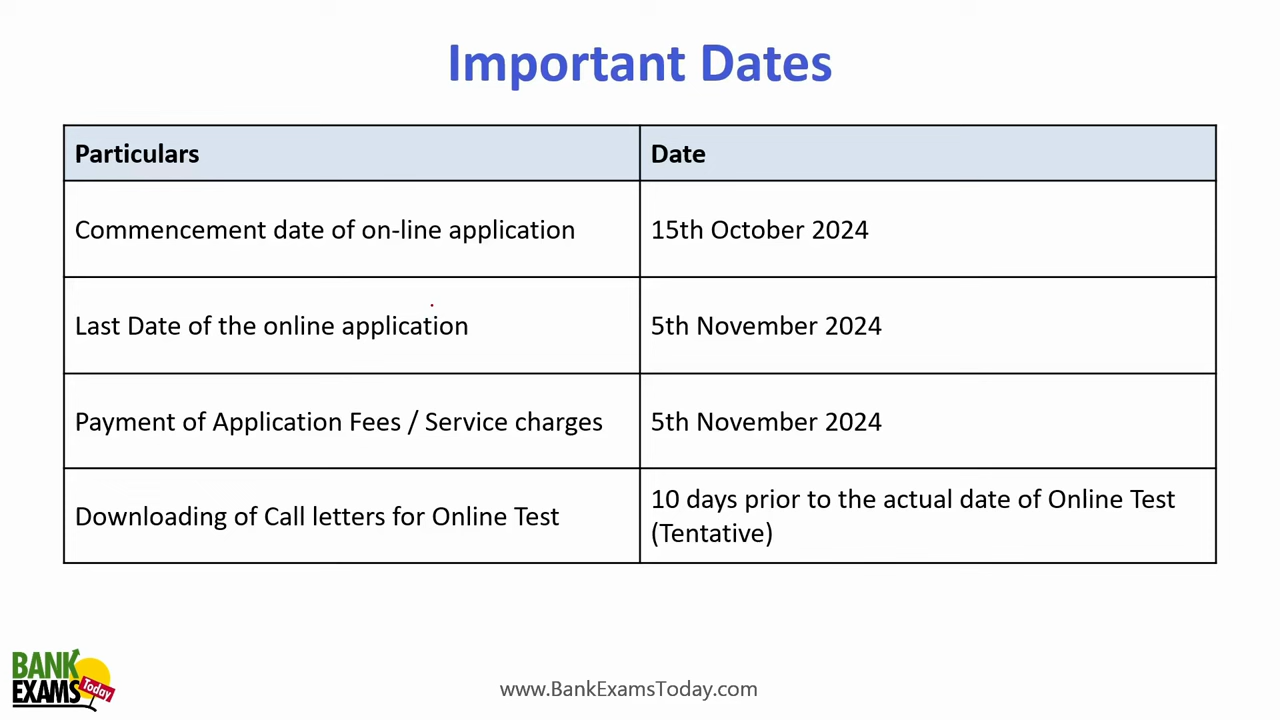 Important Dates
Particulars
Date
Commencement date of on-line application
15th October 2024
Last Date of the online application
5th November 2024
Payment of Application Fees / Service charges
5th November 2024
Downloading of Call letters for Online Test
10 days prior to the actual date of Online Test
(Tentative)
BANK
EXAMS
Today
www.BankExamsToday.com